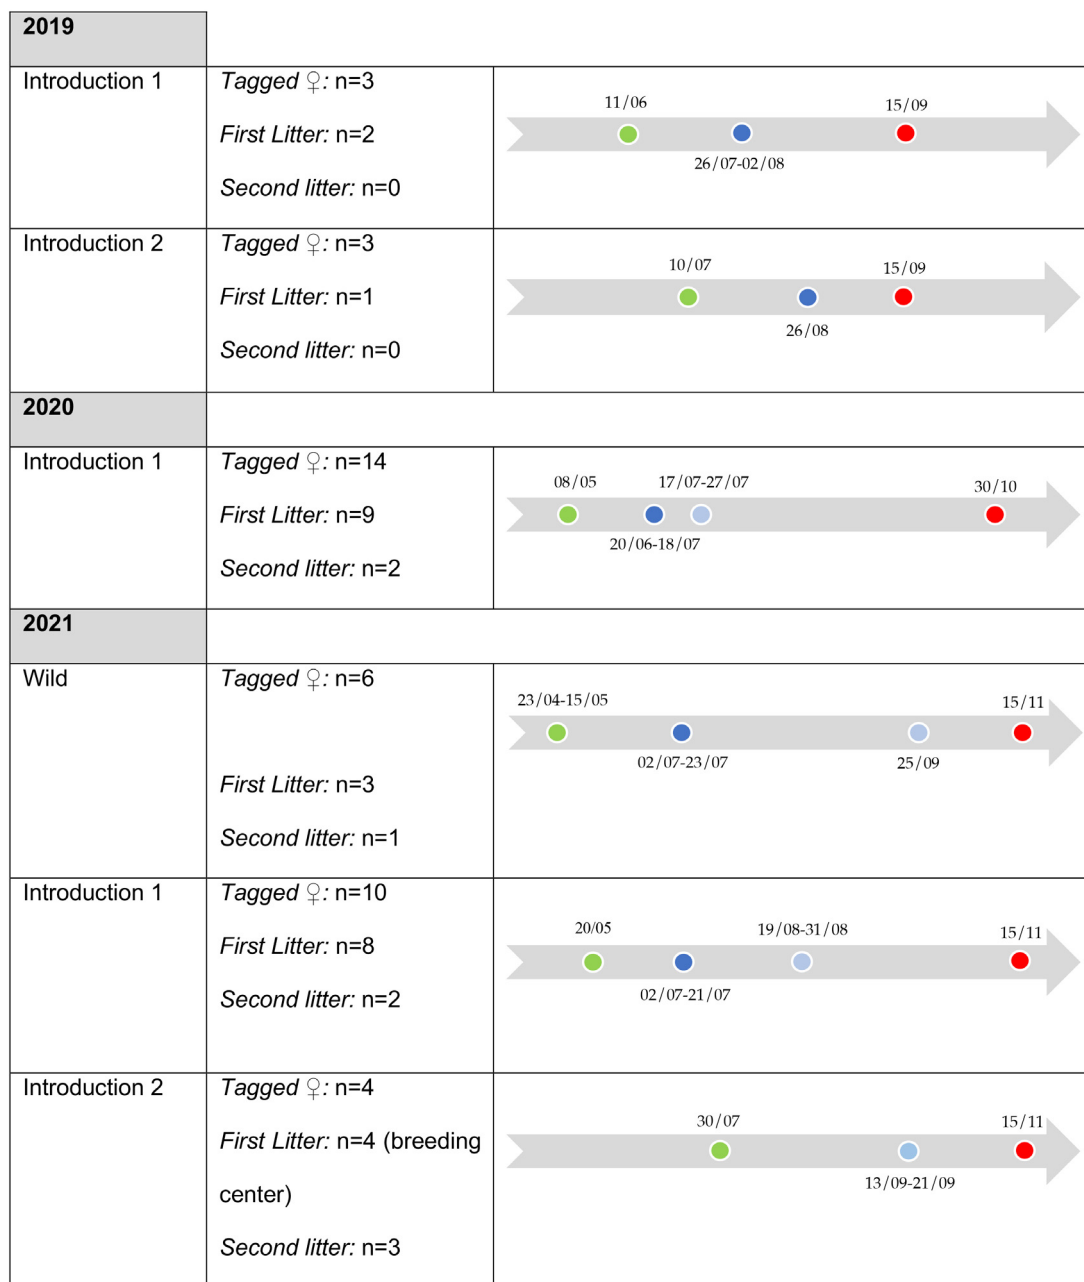 2019
Introduction 1
Tagged ♀: n=3
First Litter: n=2
Second litter: n=0
11/06
15/09
26/07-02/08
Introduction 2
Tagged ♀: n=3
First Litter: n=1
Second litter: n=0
10/07
15/09
26/08
2020
Introduction 1
Tagged ♀: n=14
First Litter: n=9
Second litter: n=2
08/05
17/07-27/07
30/10
20/06-18/07
2021
Wild
Tagged ♀: n=6
First Litter: n=3
Second litter: n=1
23/04-15/05
15/11
02/07-23/07
25/09
Introduction 1
Tagged ♀: n=10
First Litter: n=8
Second litter: n=2
20/05
19/08-31/08
15/11
02/07-21/07
Introduction 2
Tagged ♀: n=4
First Litter: n=4 (breeding
center)
Second litter: n=3
30/07
15/11
13/09-21/09